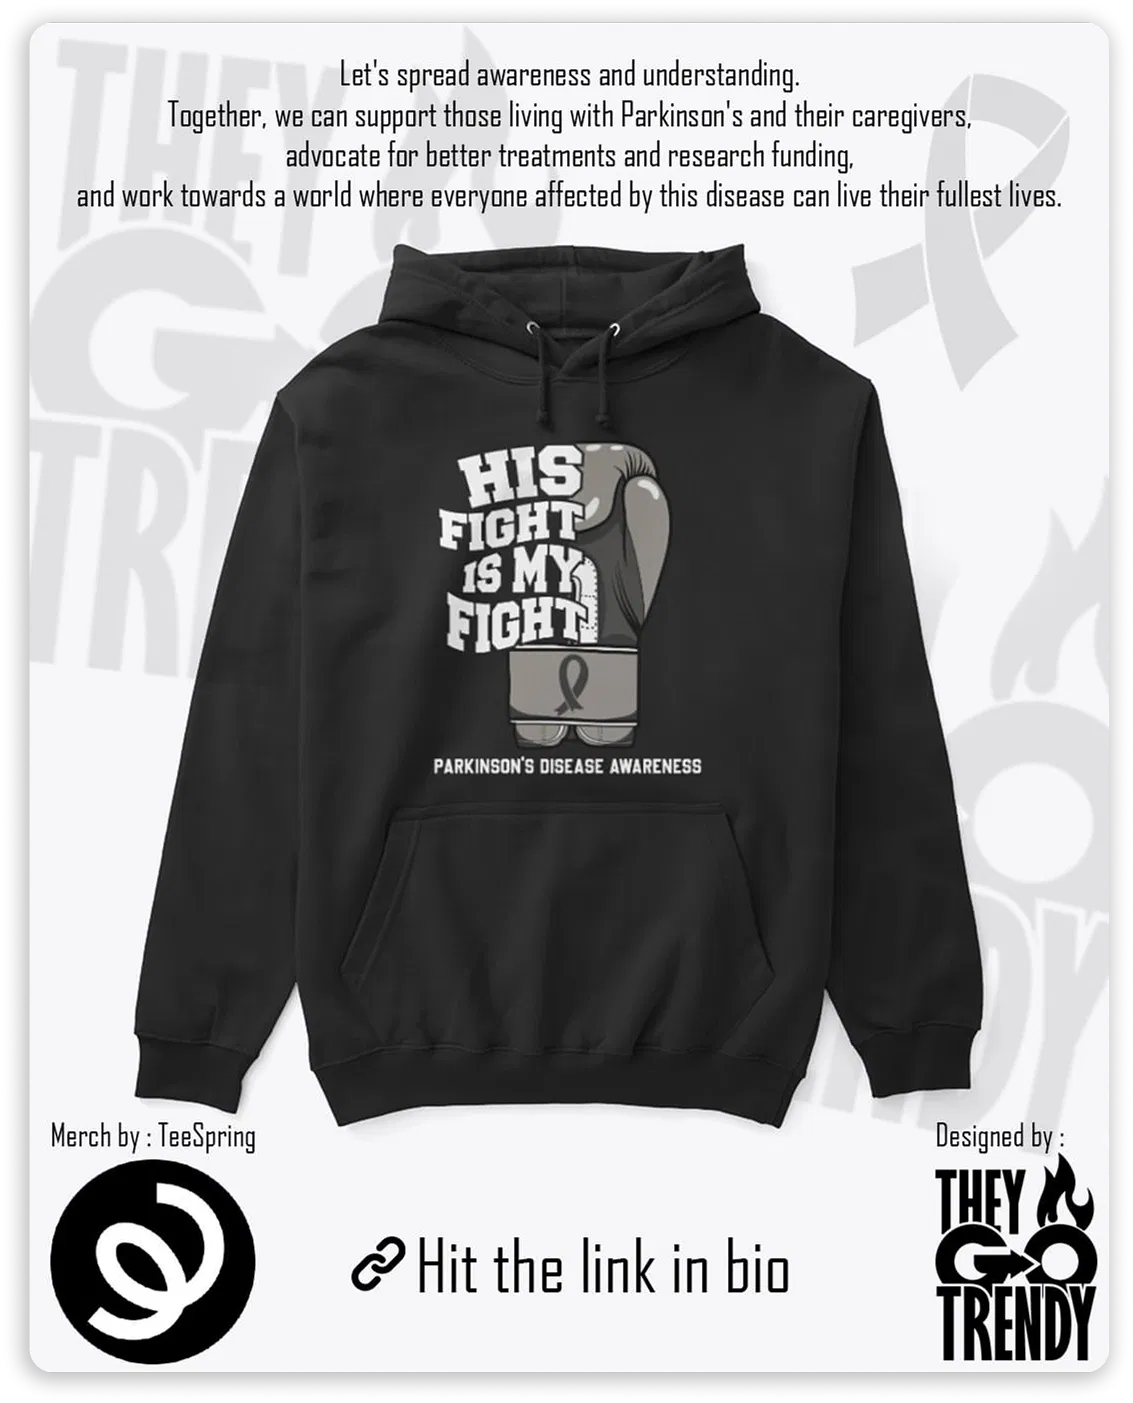 Let's spread awareness and understanding.
Together, we can support those living with Parkinson's and their caregivers,
advocate for better treatments and research funding,
and work towards a world where everyone affected by this disease can live their fullest lives.
THEY
GO
TRENDY
HIS
FIGHT
IS MY
FIGHT
PARKINSON'S DISEASE AWARENESS
Merch by : TeeSpring
Hit the link in bio
Designed by :
THEY
GO
TRENDY